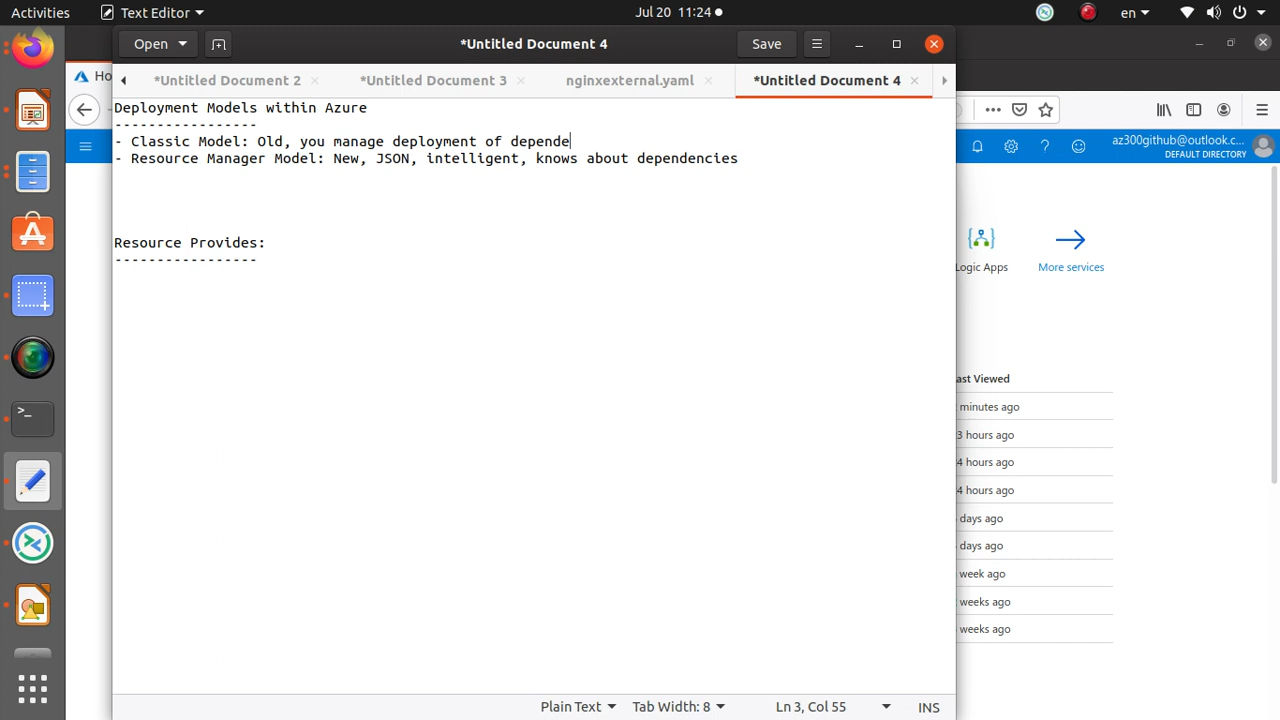 Activities
Text Editor
Jul 20 11:24
en
Open
*Untitled Document 4
Save
Ho
*Untitled Document 2
*Untitled Document 3
nginxexternal.yaml
*Untitled Document 4
Deployment Models within Azure
-----------------
- Classic Model: Old, you manage deployment of depende
- Resource Manager Model: New, JSON, intelligent, knows about dependencies
Resource Provides:
-----------------
az300github@outlook.c...
DEFAULT DIRECTORY
Logic Apps
More services
ast Viewed
minutes ago
3 hours ago
4 hours ago
4 hours ago
days ago
days ago
week ago
weeks ago
weeks ago
Plain Text
Tab Width: 8
Ln 3, Col 55
INS